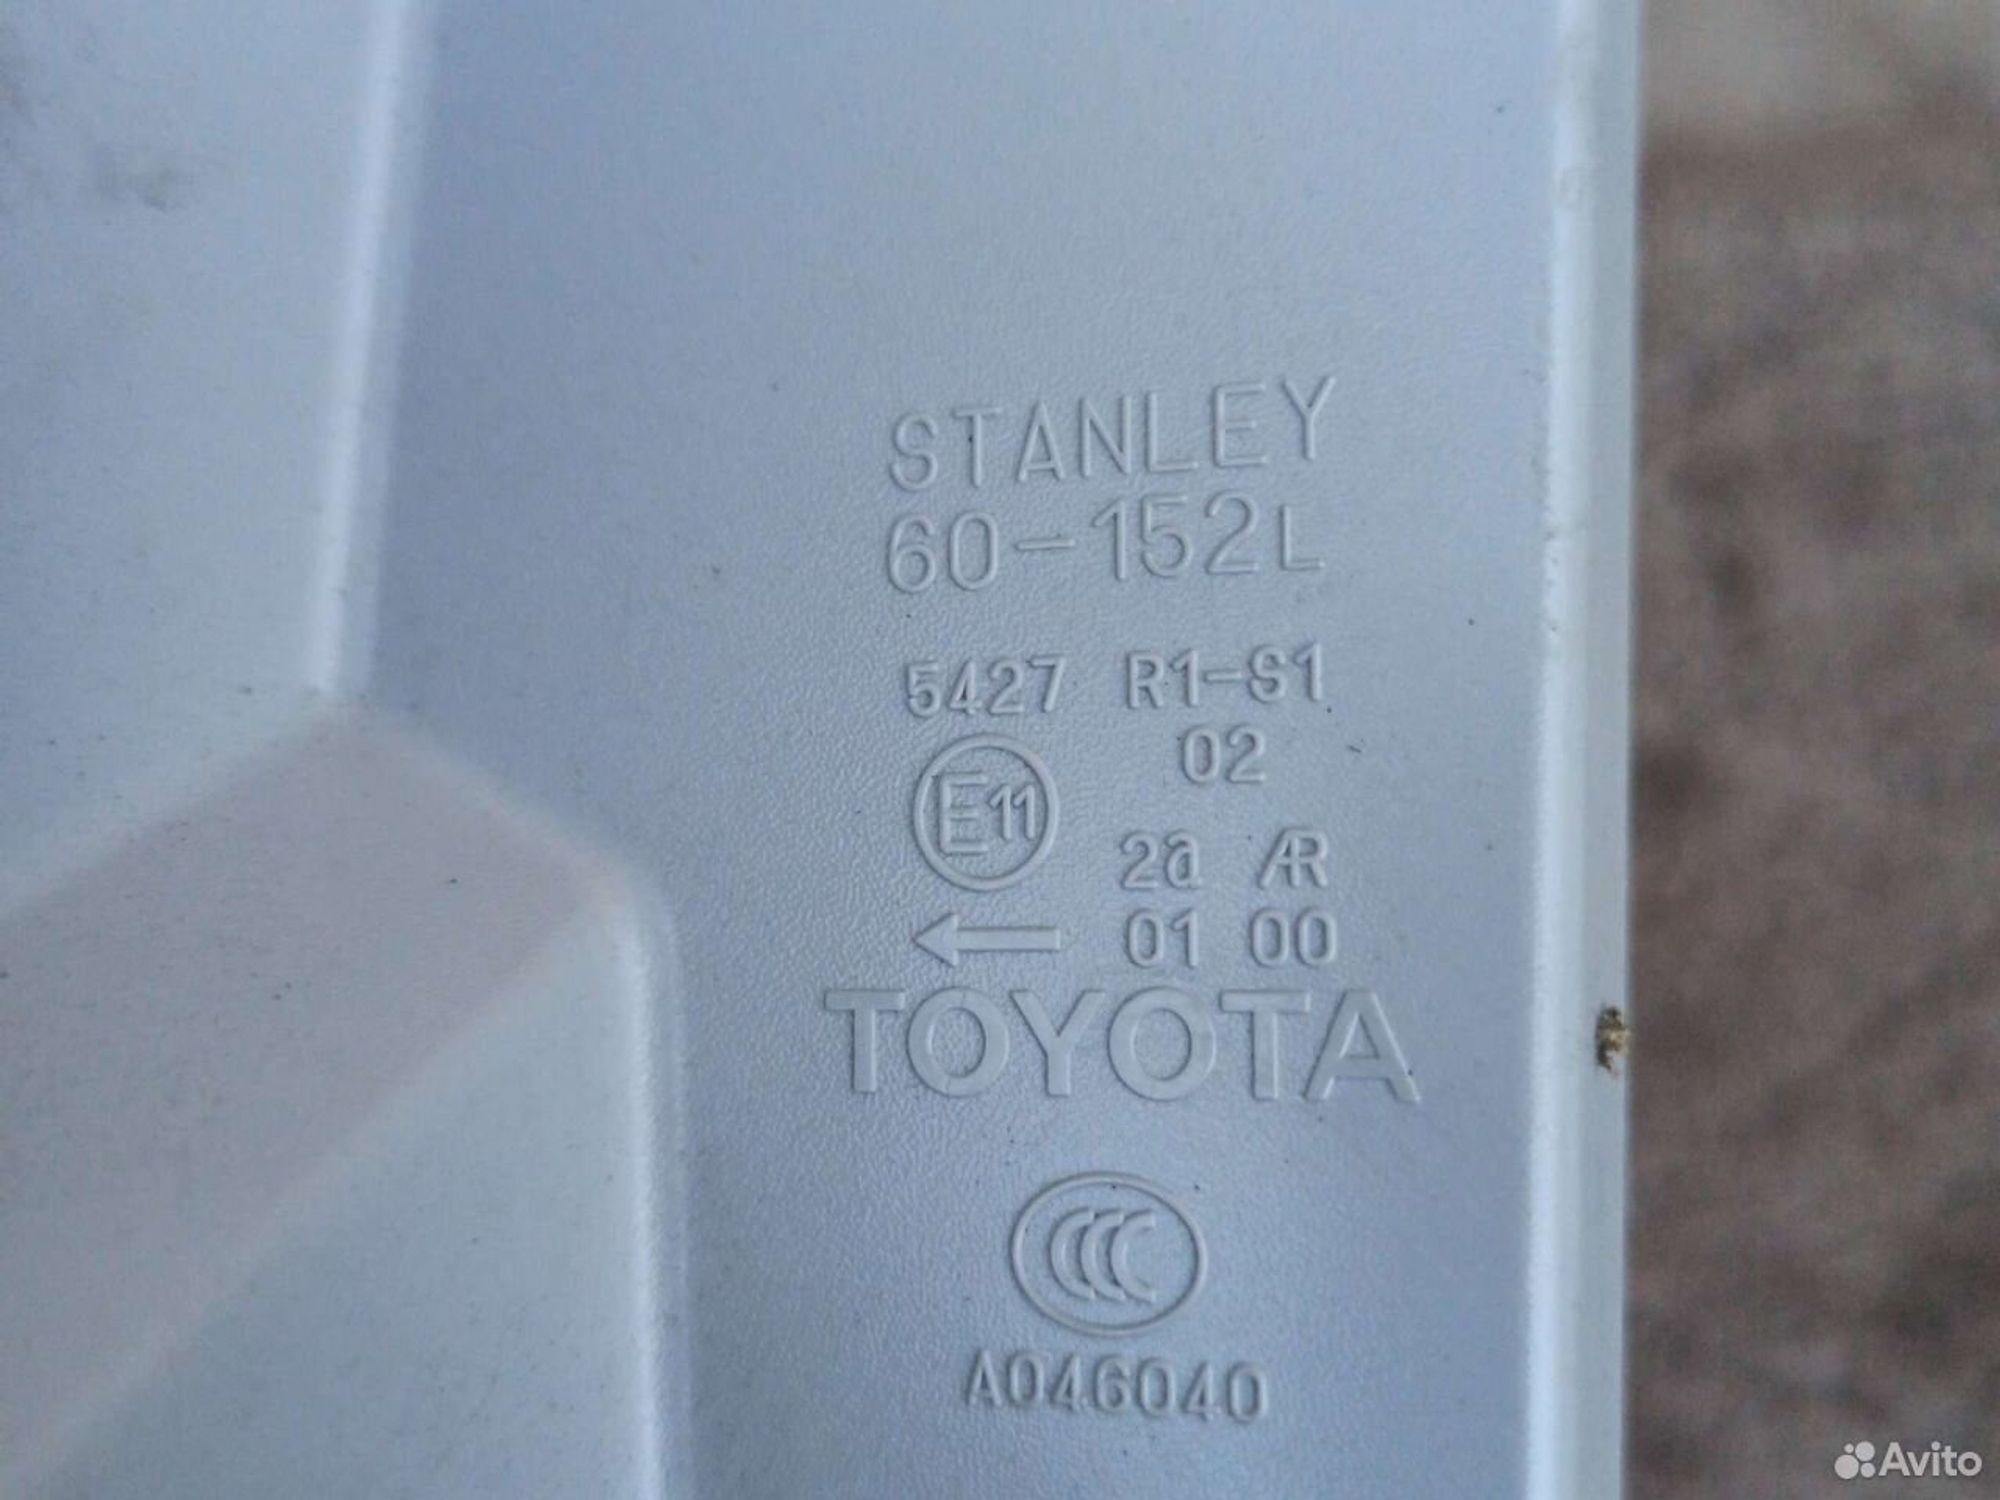 STANLEY
60-152L
5427 R1-S1
02
E11
2a AR
← 01 00
TOYOTA
CCC
A046040
Avito